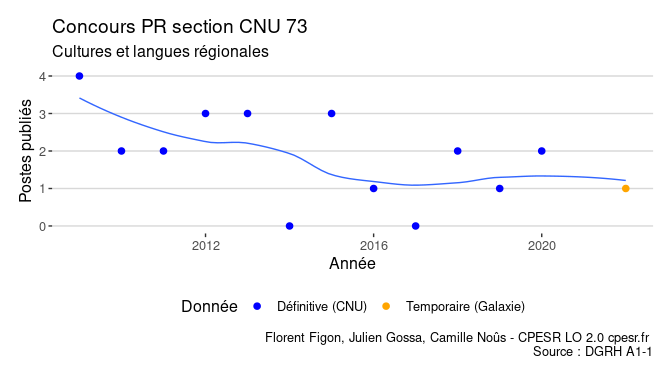 Concours PR section CNU 73
Cultures et langues régionales
Postes publiés
4
3
2
1
0
2012
2016
2020
Année
Donnée Définitive (CNU) Temporaire (Galaxie)
Florent Figon, Julien Gossa, Camille Noûs - CPESR LO 2.0 cpesr.fr
Source : DGRH A1-1